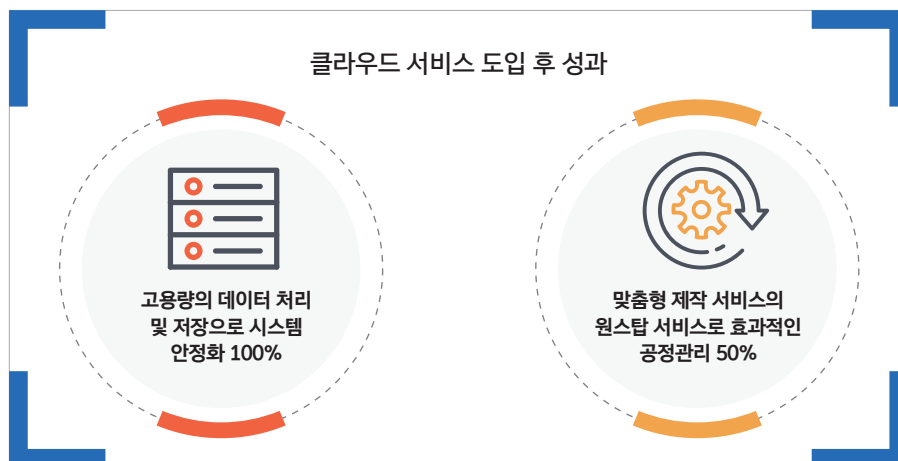 클라우드 서비스 도입 후 성과
고용량의 데이터 처리
및 저장으로 시스템
안정화 100%
맞춤형 제작 서비스의
원스탑 서비스로 효과적인
공정관리 50%